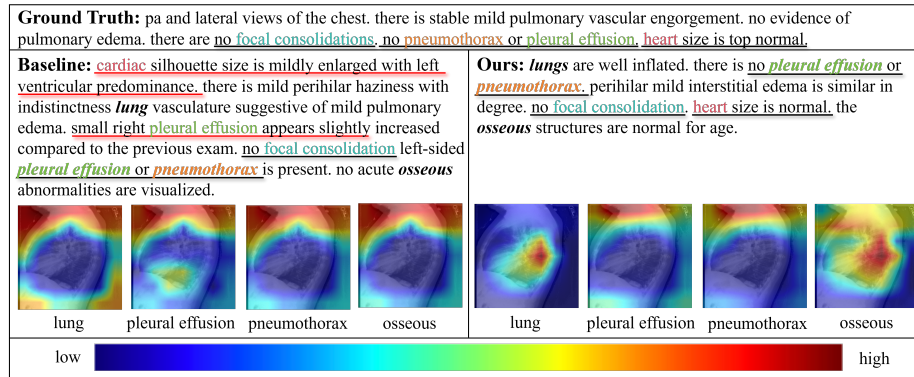 Ground Truth: pa and lateral views of the chest. there is stable mild pulmonary vascular engorgement. no evidence of
pulmonary edema. there are no focal consolidations. no pneumothorax or pleural effusion. heart size is top normal.
Baseline: cardiac silhouette size is mildly enlarged with left
ventricular predominance. there is mild perihilar haziness with
indistinctness lung vasculature suggestive of mild pulmonary
edema. small right pleural effusion appears slightly increased
compared to the previous exam. no focal consolidation left-sided
pleural effusion or pneumothorax is present. no acute osseous
abnormalities are visualized.
Ours: lungs are well inflated. there is no pleural effusion or
pneumothorax. perihilar mild interstitial edema is similar in
degree. no focal consolidation. heart size is normal. the
osseous structures are normal for age.
lung pleural effusion pneumothorax osseous
lung pleural effusion pneumothorax osseous
low high